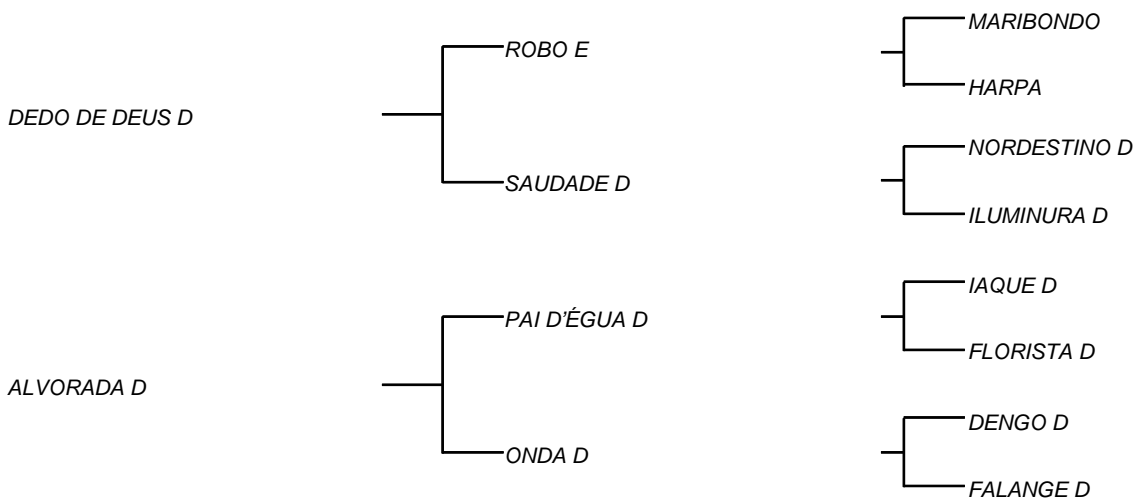 MARIBONDO
ROBO E
HARPA
DEDO DE DEUS D
NORDESTINO D
SAUDADE D
ILUMINURA D
IAQUE D
PAI D'ÉGUA D
FLORISTA D
ALVORADA D
DENGO D
ONDA D
FALANGE D